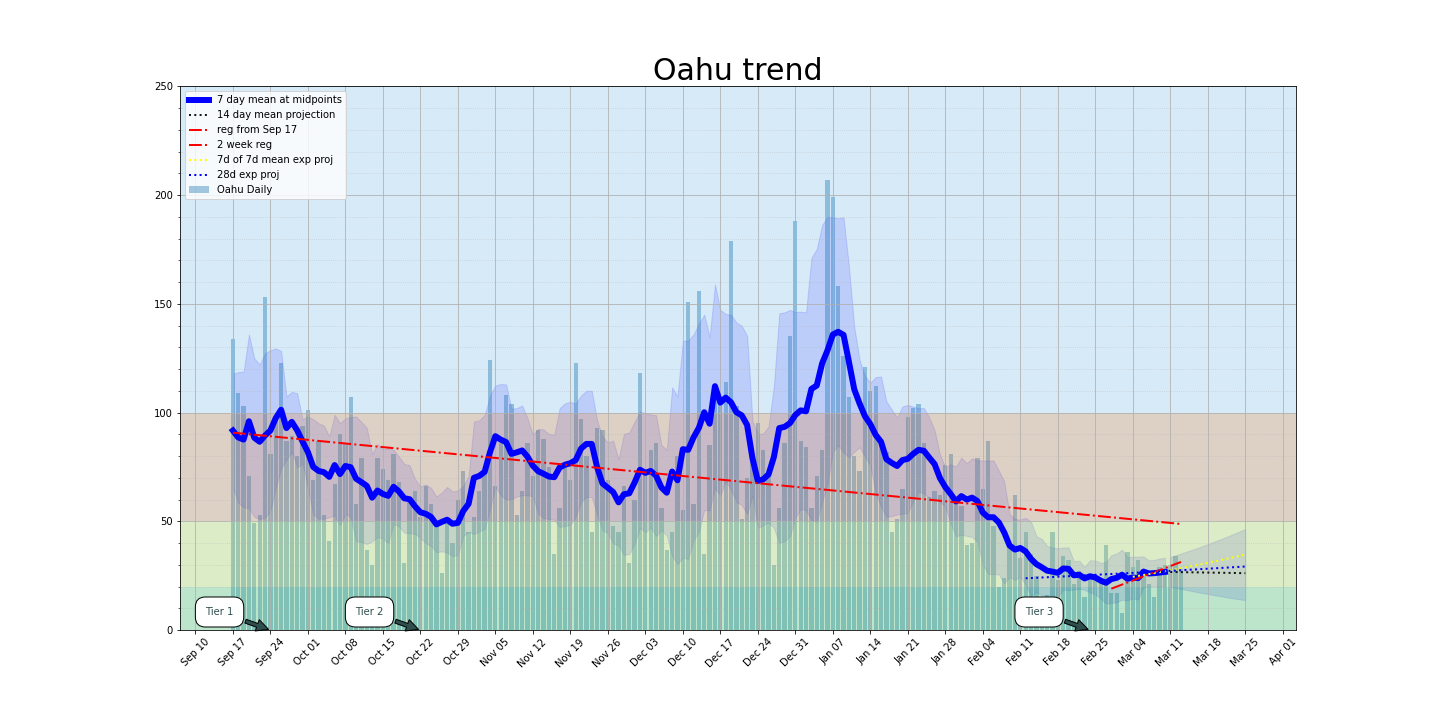 Oahu trend
250
200
150
100
50
0
7 day mean at midpoints
14 day mean projection
reg from Sep 17
2 week reg
7d of 7d mean exp proj
28d exp proj
Oahu Daily
Tier 1
Tier 2
Tier 3
Sep 10
Sep 17
Sep 24
Oct 01
Oct 08
Oct 15
Oct 22
Oct 29
Nov 05
Nov 12
Nov 19
Nov 26
Dec 03
Dec 10
Dec 17
Dec 24
Dec 31
Jan 07
Jan 14
Jan 21
Jan 28
Feb 04
Feb 11
Feb 18
Feb 25
Mar 04
Mar 11
Mar 18
Mar 25
Apr 01